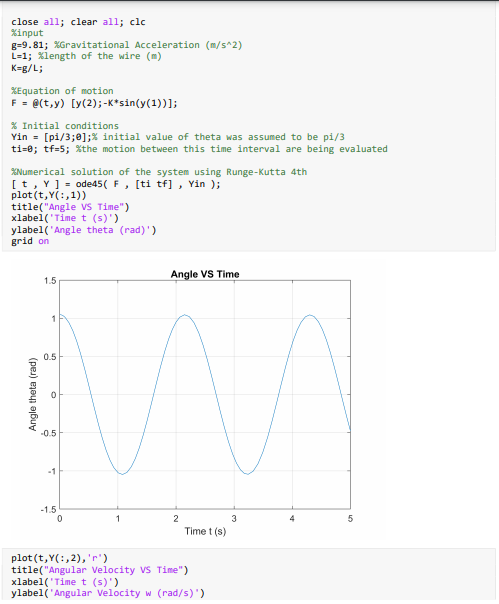 close all; clear all; clc
%input
g=9.81; %Gravitational Acceleration (m/s^2)
L=1; %length of the wire (m)
K=g/L;
%Equation of motion
F = @(t,y) [y(2);-K*sin(y(1))];
% Initial conditions
Yin = [pi/3;0];% initial value of theta was assumed to be pi/3
ti=0; tf=5; %the motion between this time interval are being evaluated
%Numerical solution of the system using Runge-Kutta 4th
[ t , Y ] = ode45( F , [ti tf] , Yin );
plot(t,Y(:,1))
title("Angle VS Time")
xlabel('Time t (s)')
ylabel('Angle theta (rad)')
grid on
Angle VS Time
1.5
1
0.5
0
-0.5
-1
-1.5
Angle theta (rad)
0 1 2 3 4 5
Time t (s)
plot(t,Y(:,2),'r')
title("Angular Velocity VS Time")
xlabel('Time t (s)')
ylabel('Angular Velocity w (rad/s)')